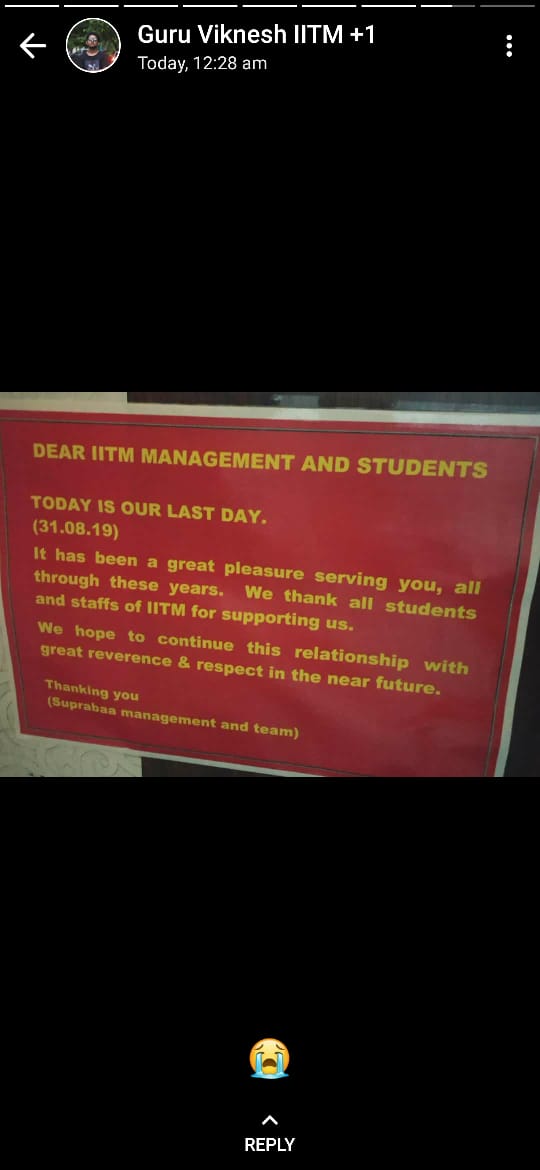 Guru Viknesh IITM +1
Today, 12:28 am
DEAR IITM MANAGEMENT AND STUDENTS
TODAY IS OUR LAST DAY.
(31.08.19)
It has been a great pleasure serving you, all
through these years. We thank all students
and staffs of IITM for supporting us.
We hope to continue this relationship with
great reverence & respect in the near future.
Thanking you
(Suprabaa management and team)
REPLY